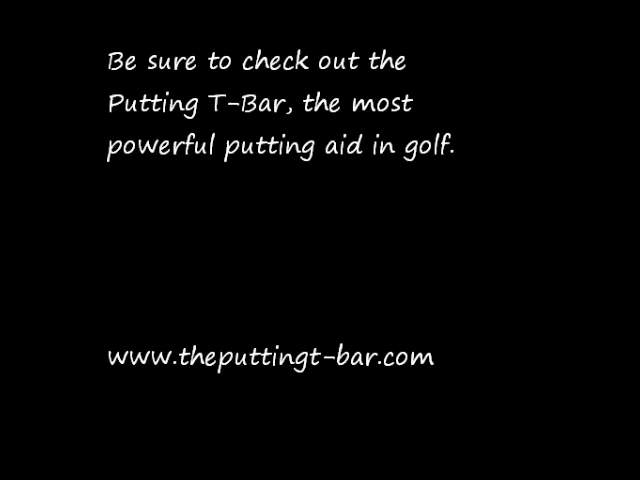 Be sure to check out the
Putting T-Bar, the most
powerful putting aid in golf.
www.theputtingt-bar.com